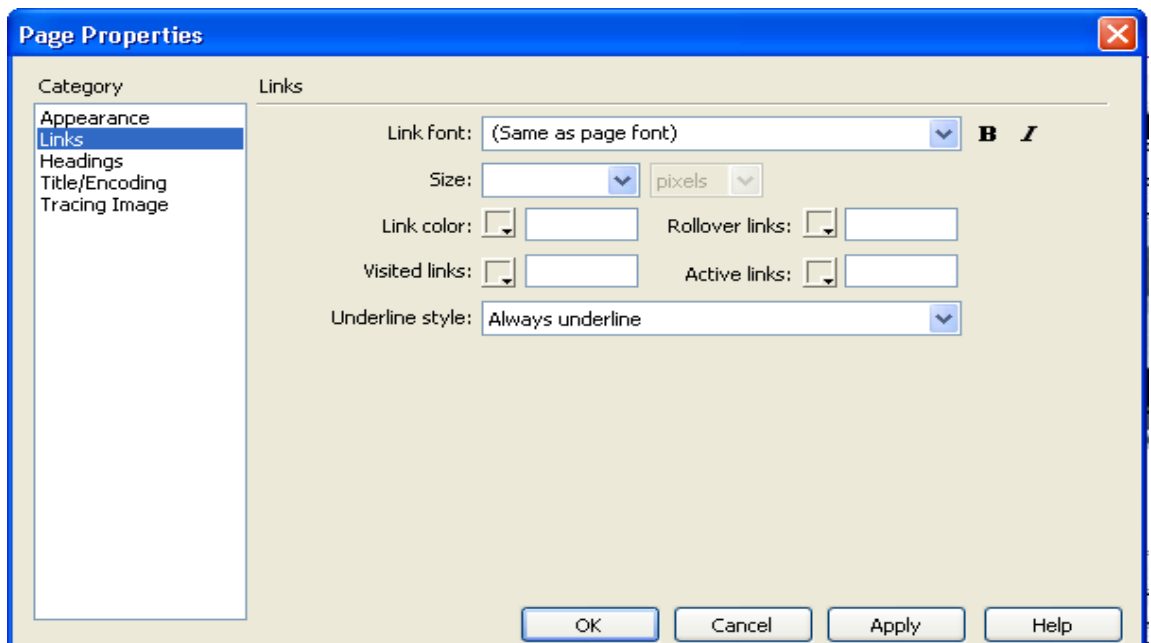 Page Properties
Category
Appearance
Links
Headings
Title/Encoding
Tracing Image
Links
Link font: (Same as page font) B I
Size: pixels
Link color: Rollover links:
Visited links: Active links:
Underline style: Always underline
OK Cancel Apply Help